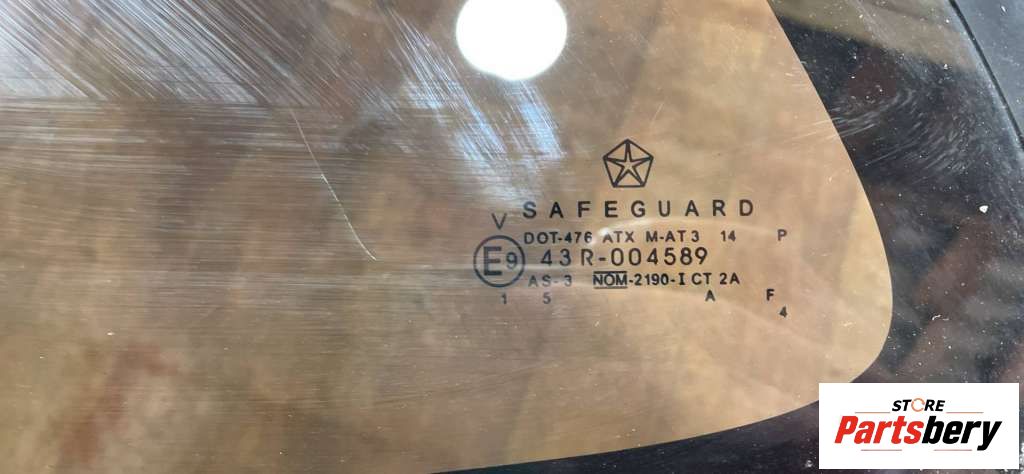 SAFEGUARD
V
DOT-476 ATX M-AT3 14 P
E9 43R-004589
AS-3 NOM-2190-I CT 2A
1 5 A F
4
STORE
Partsbery